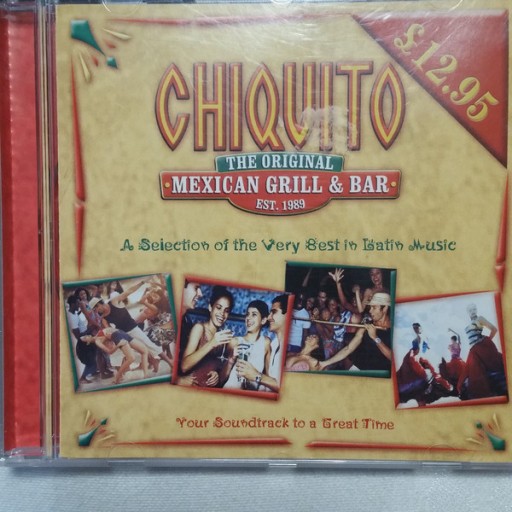 £12.95
CHIQUITO
THE ORIGINAL
MEXICAN GRILL & BAR
EST. 1989
A Selection of the Very Best in Latin Music
Your Soundtrack to a Great Time